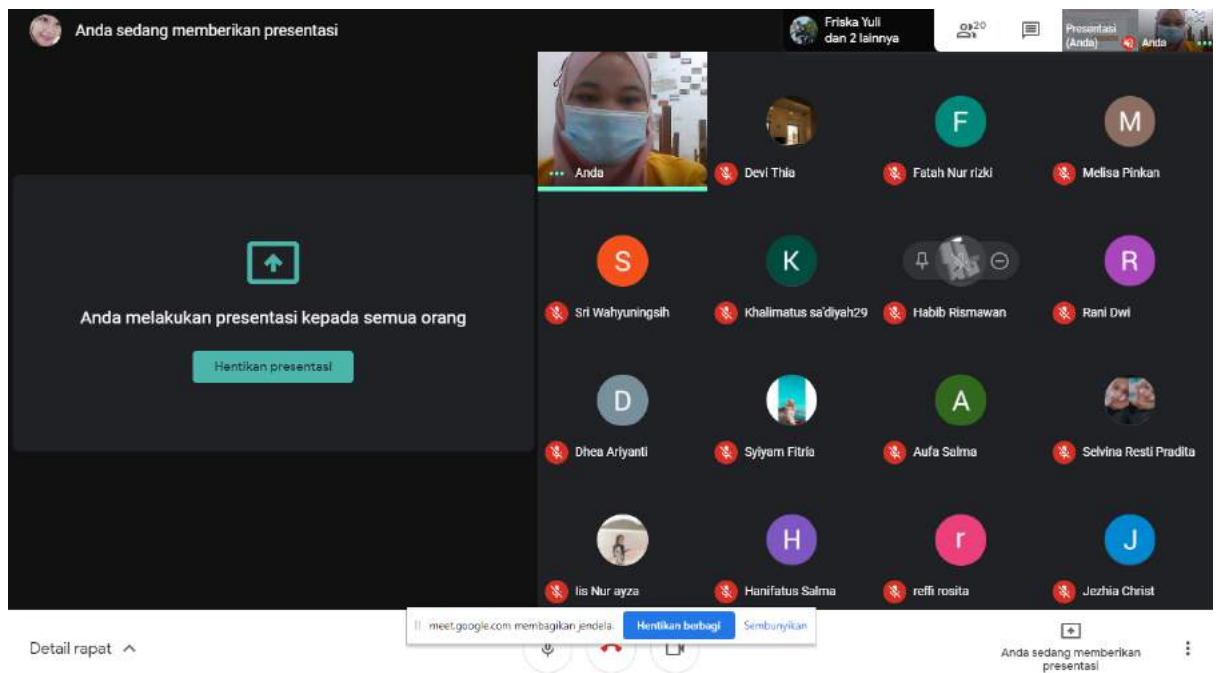 Anda sedang memberikan presentasi
Friska Yuli
dan 2 lainnya
20
Presentasi
(Anda)
Anda
Anda
Devi Thia
F
Fatah Nur rizki
M
Melisa Pinkan
Anda melakukan presentasi kepada semua orang
Hentikan presentasi
S
Sri Wahyuningsih
K
Khalimatus sa'diyah29
Habib Rismawan
R
Rani Dwi
D
Dhea Ariyanti
Syiyam Fitria
A
Aufa Salma
Selvina Resti Pradita
Iis Nur ayza
H
Hanifatus Salma
r
reffi rosita
J
Jezhia Christ
meet.google.com membagikan jendela.
Hentikan berbagi
Sembunyikan
Detail rapat
Anda sedang memberikan
presentasi